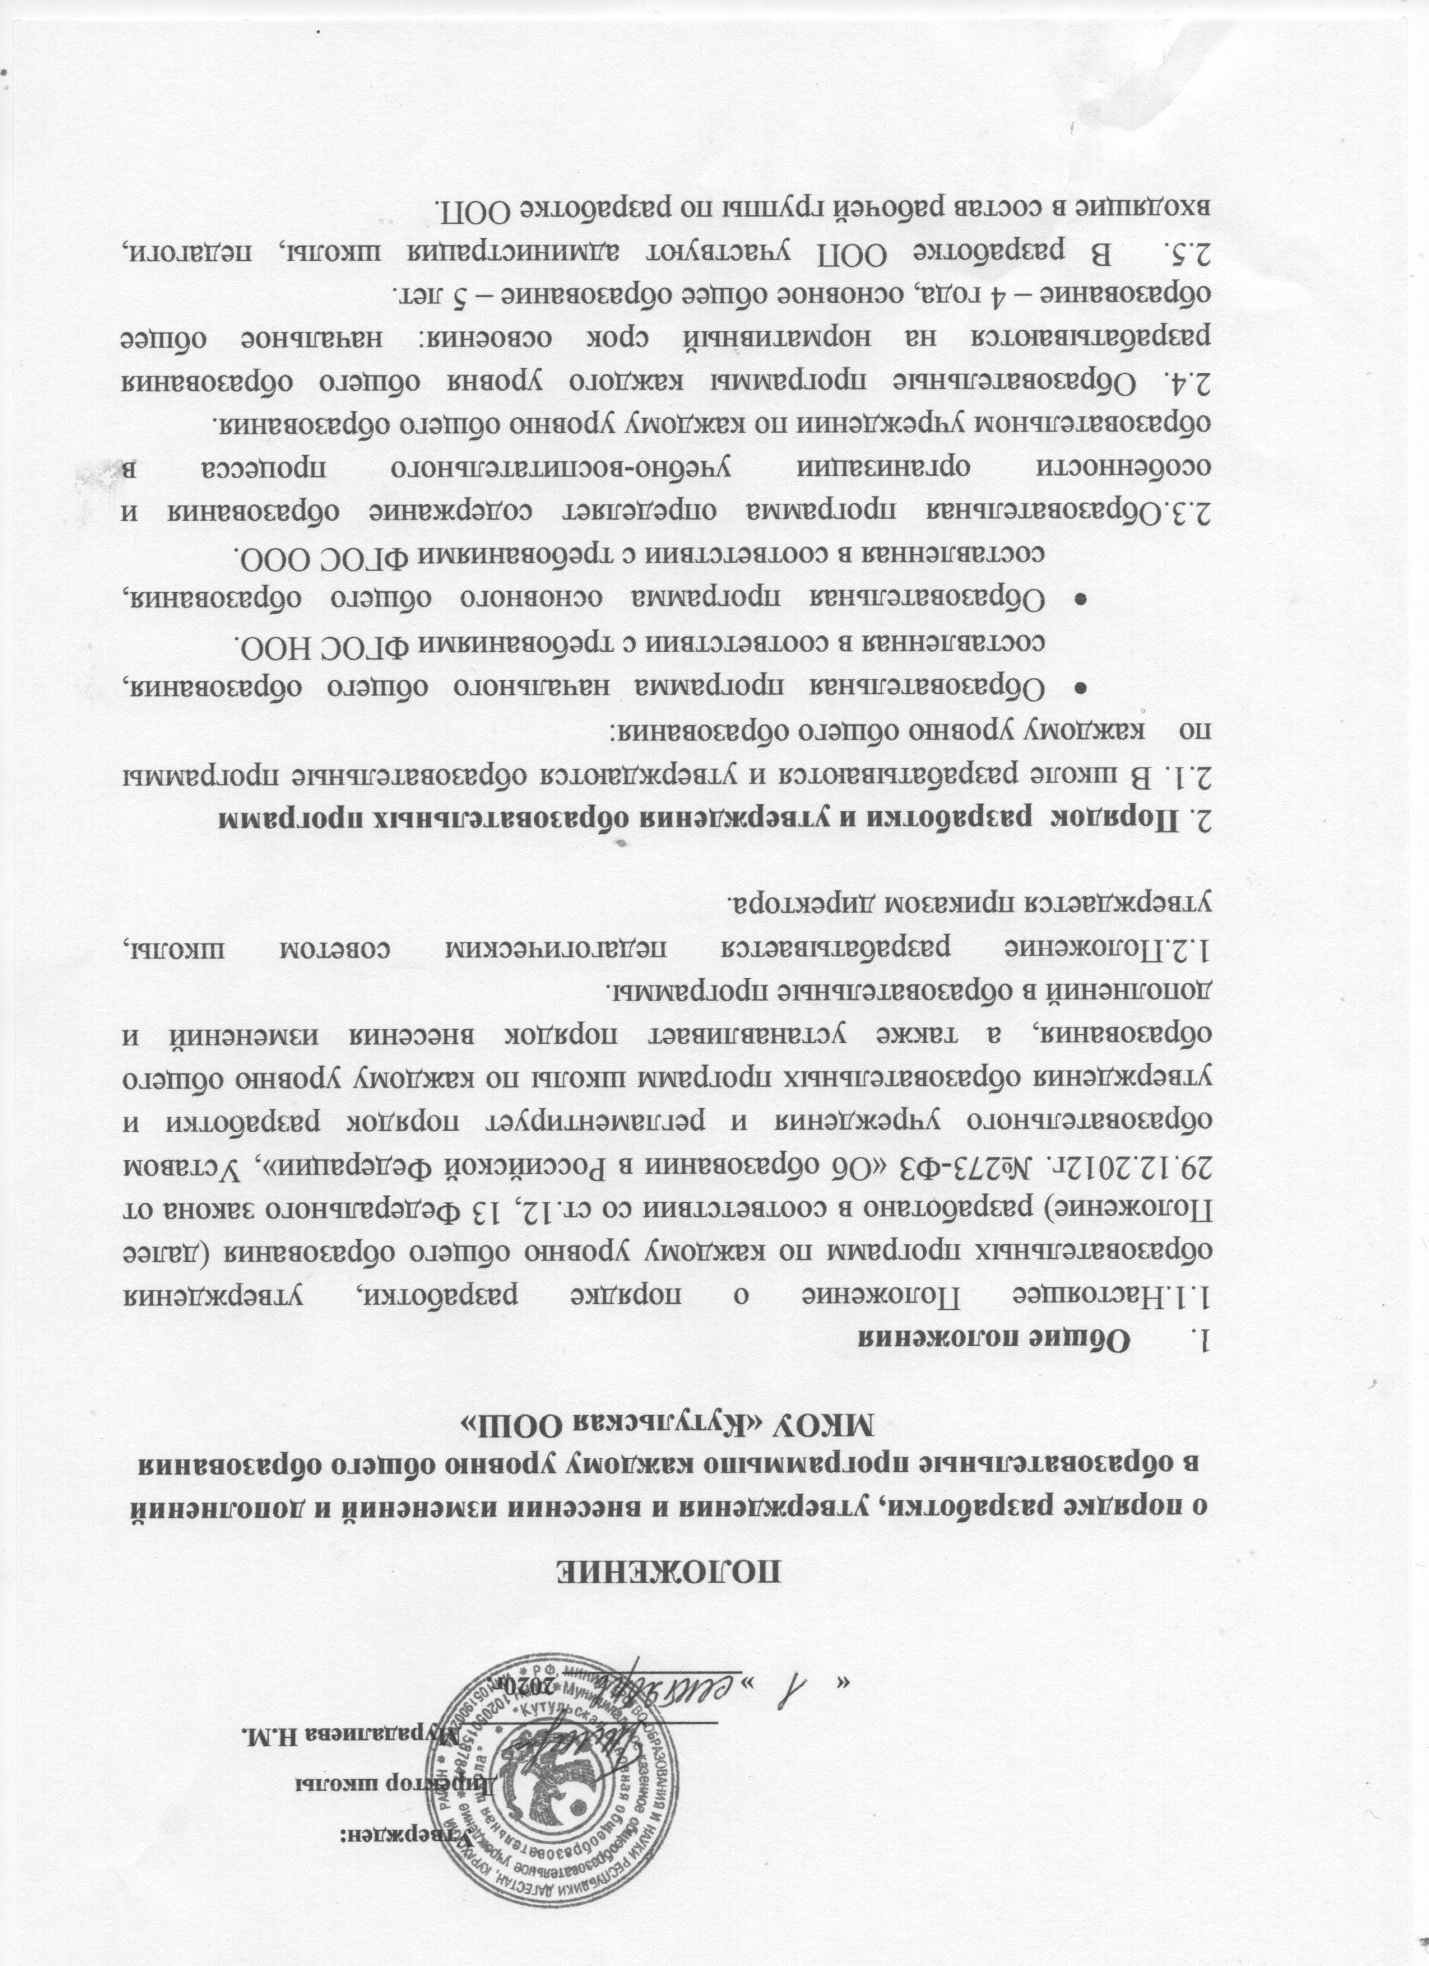 Утвержден:
Директор школы
Мурадалиева Н.М.
« 1 » сентября 2020
ПОЛОЖЕНИЕ
о порядке разработки, утверждения и внесении изменений и дополнений
в образовательные программыпо каждому уровню общего образования
МКОУ «Кутульская ООШ»
1. Общие положения
1.1.Настоящее Положение о порядке разработки, утверждения
образовательных программ по каждому уровню общего образования (далее
Положение) разработано в соответствии со ст.12, 13 Федерального закона от
29.12.2012г. №273-ФЗ «Об образовании в Российской Федерации», Уставом
образовательного учреждения и регламентирует порядок разработки и
утверждения образовательных программ школы по каждому уровню общего
образования, а также устанавливает порядок внесения изменений и
дополнений в образовательные программы.
1.2.Положение разрабатывается педагогическим советом школы,
утверждается приказом директора.
2. Порядок разработки и утверждения образовательных программ
2.1. В школе разрабатываются и утверждаются образовательные программы
по каждому уровню общего образования:
• Образовательная программа начального общего образования,
составленная в соответствии с требованиями ФГОС НОО.
• Образовательная программа основного общего образования,
составленная в соответствии с требованиями ФГОС ООО.
2.3.Образовательная программа определяет содержание образования и
особенности организации учебно-воспитательного процесса в
образовательном учреждении по каждому уровню общего образования.
2.4. Образовательные программы каждого уровня общего образования
разрабатываются на нормативный срок освоения: начальное общее
образование – 4 года, основное общее образование – 5 лет.
2.5. В разработке ООП участвуют администрация школы, педагоги,
входящие в состав рабочей группы по разработке ООП.